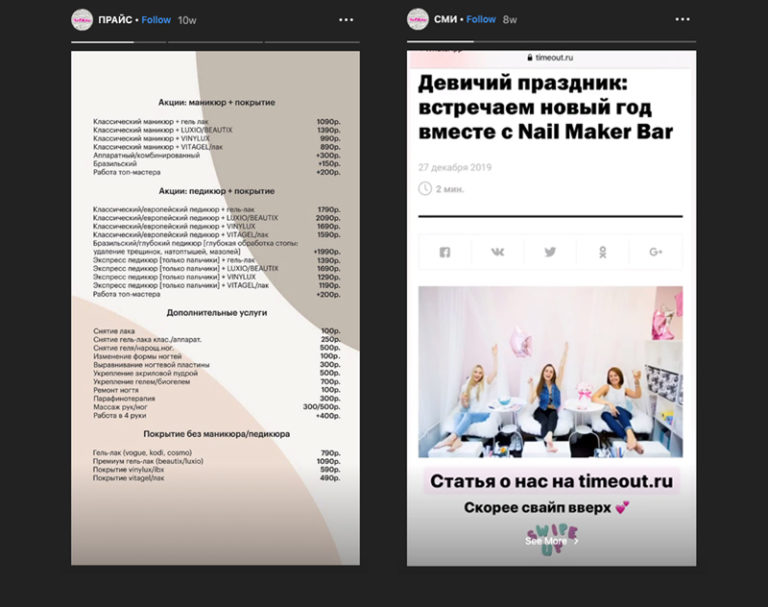 ПРАЙС • Follow 10w
Акции: маникюр + покрытие
Классический маникюр + гель лак 1090р.
Классический маникюр + LUXIO/BEAUTIX 1390р.
Классический маникюр + VINYLUX 990р.
Классический маникюр + VITAGEL/лак 890р.
Аппаратный/комбинированный +300р.
Бразильский +150р.
Работа топ-мастера +200р.
Акции: педикюр + покрытие
Классический/европейский педикюр + гель-лак 1790р.
Классический/европейский педикюр + LUXIO/BEAUTIX 2090р.
Классический/европейский педикюр + VINYLUX 1690р.
Классический/европейский педикюр + VITAGEL/лак 1590р.
Бразильский/глубокий педикюр [глубокая обработка стопы:
удаление трещинок, натоптышей, мазолей] +1990р.
Экспресс педикюр [только пальчики] + гель-лак 1390р.
Экспресс педикюр [только пальчики] + LUXIO/BEAUTIX 1690р.
Экспресс педикюр [только пальчики] + VINYLUX 1290р.
Экспресс педикюр [только пальчики] + VITAGEL/лак 1190р.
Работа топ-мастера +200р.
Дополнительные услуги
Снятие лака 100р.
Снятие гель-лака клас./аппарат. 250р.
Снятие геля/нарощ.ног. 500р.
Изменение формы ногтей 100р.
Выравнивание ногтевой пластины 300р.
Укрепление акриловой пудрой 500р.
Укрепление гелем/биогелем 700р.
Ремонт ногтя 100р.
Парафинотерапия 300р.
Массаж рук/ног 300/500р.
Работа в 4 руки +400р.
Покрытие без маникюра/педикюра
Гель-лак (vogue, kodi, cosmo) 790р.
Премиум гель-лак (beautix/luxio) 1090р.
Покрытие vinylux/ibx 590р.
Покрытие vitagel/лак 490р.
СМИ • Follow 8w
timeout.ru
Девичий праздник:
встречаем новый год
вместе с Nail Maker Bar
27 декабря 2019
2 мин.
G+
Статья о нас на timeout.ru
Скорее свайп вверх
SWIPE
See More
UP